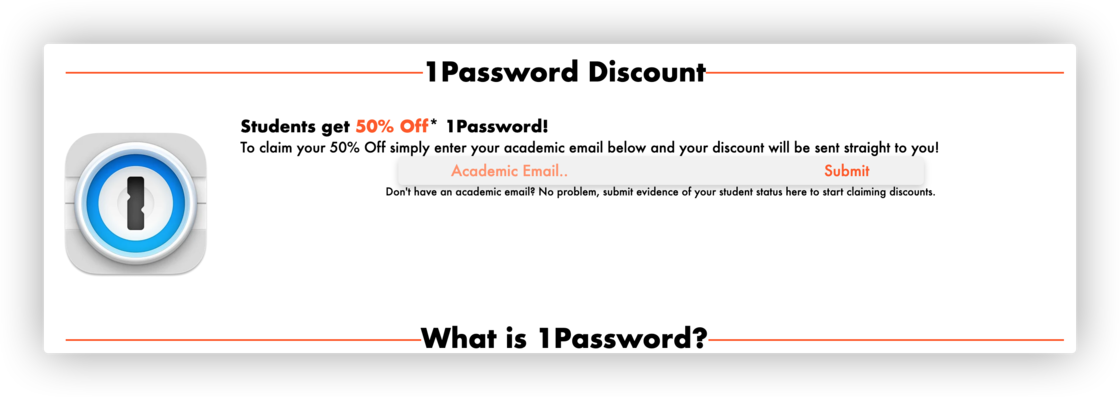 1Password Discount
Students get 50% Off* 1Password!
To claim your 50% Off simply enter your academic email below and your discount will be sent straight to you!
Academic Email.. Submit
Don't have an academic email? No problem, submit evidence of your student status here to start claiming discounts.
What is 1Password?